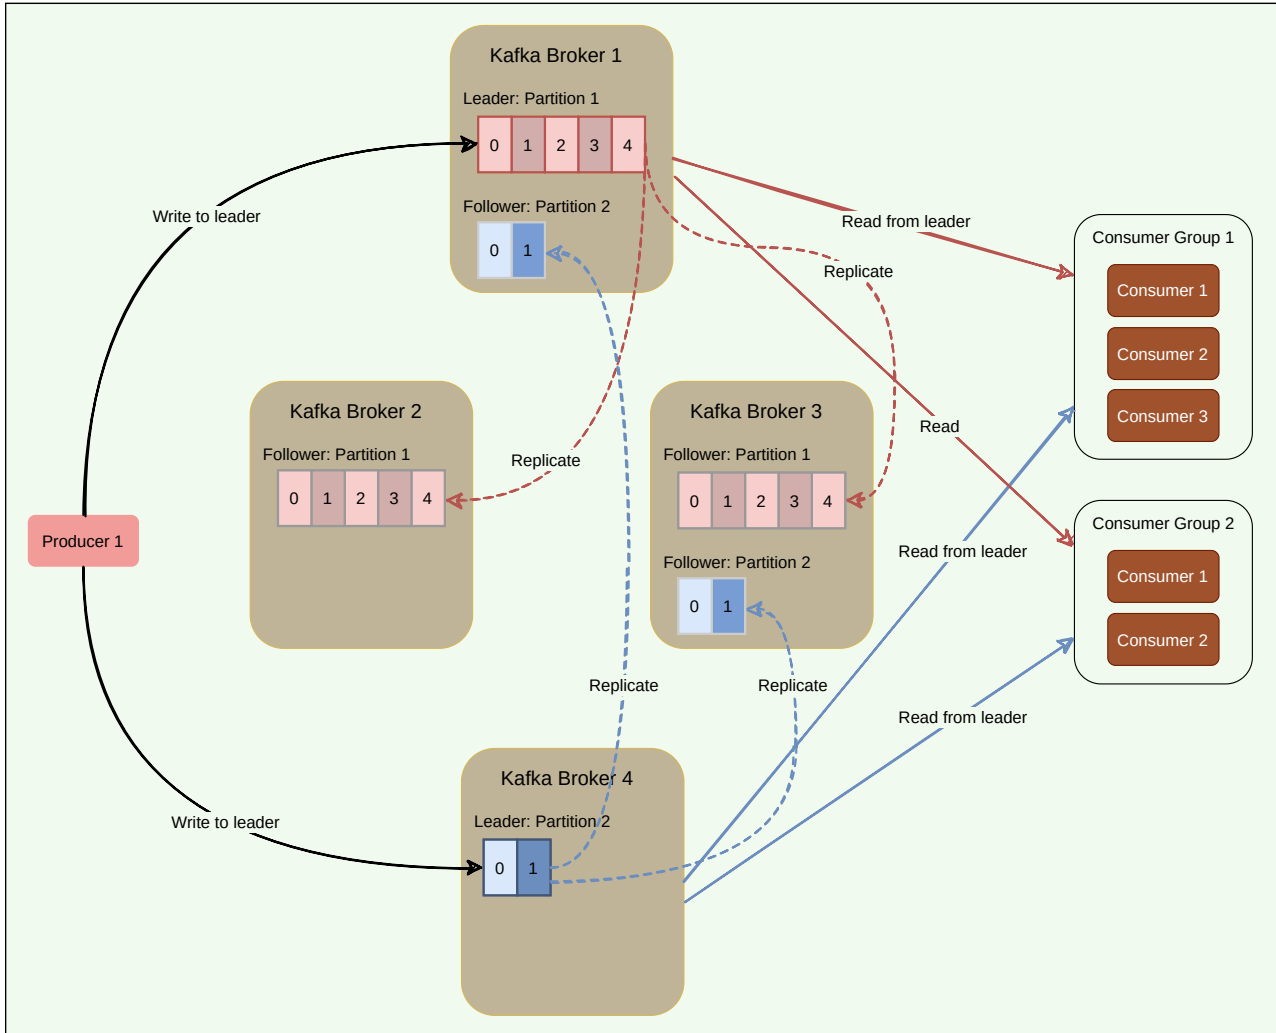 Kafka Broker 1
Leader: Partition 1
0 1 2 3 4
Write to leader
Follower: Partition 2
0 1
Read from leader
Replicate
Consumer Group 1
Consumer 1
Consumer 2
Consumer 3
Kafka Broker 2
Follower: Partition 1
0 1 2 3 4
Replicate
Kafka Broker 3
Follower: Partition 1
0 1 2 3 4
Follower: Partition 2
0 1
Read
Producer 1
Consumer Group 2
Consumer 1
Consumer 2
Read from leader
Replicate
Replicate
Read from leader
Kafka Broker 4
Leader: Partition 2
0 1
Write to leader